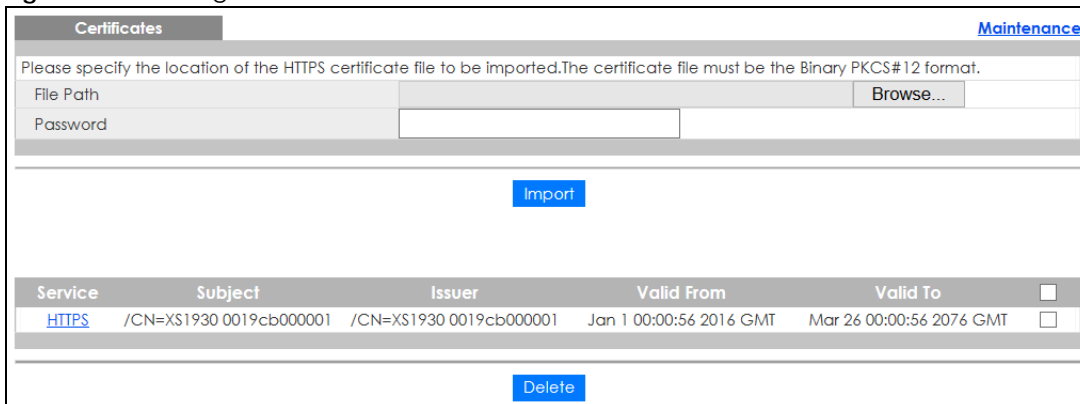 Certificates Maintenance
Please specify the location of the HTTPS certificate file to be imported.The certificate file must be the Binary PKCS#12 format.
File Path Browse...
Password
Import
Service Subject Issuer Valid From Valid To
HTTPS /CN=XS1930 0019cb000001 /CN=XS1930 0019cb000001 Jan 1 00:00:56 2016 GMT Mar 26 00:00:56 2076 GMT
Delete